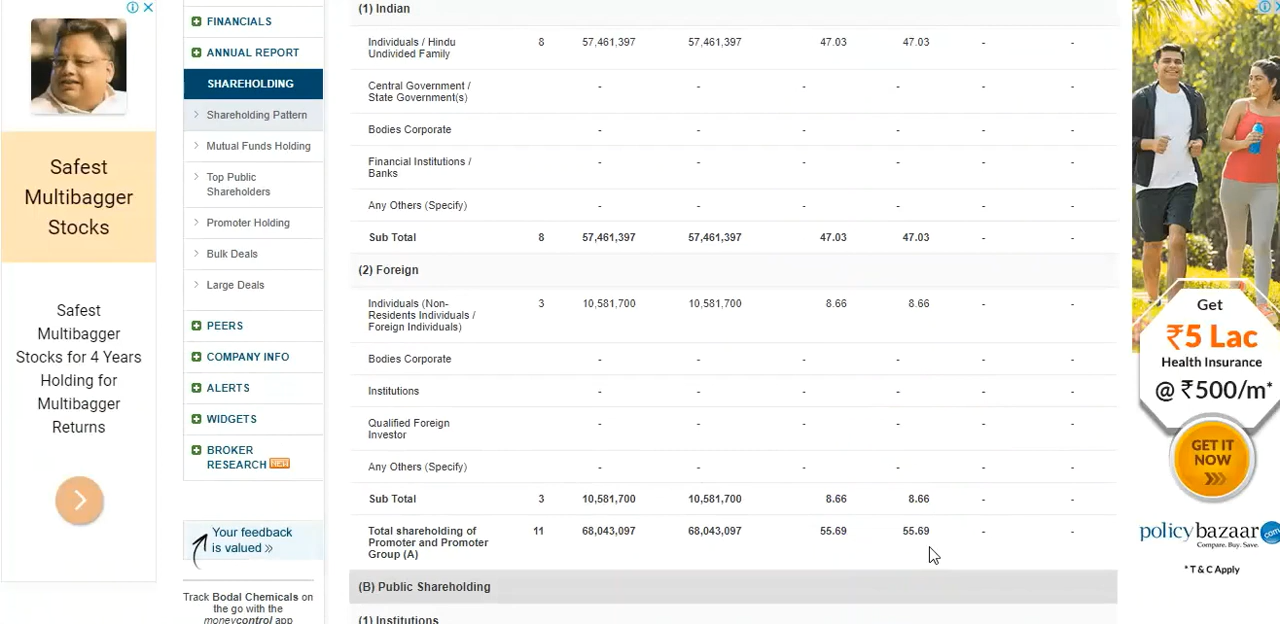 Safest
Multibagger
Stocks
Safest
Multibagger
Stocks for 4 Years
Holding for
Multibagger
Returns
FINANCIALS
ANNUAL REPORT
SHAREHOLDING
Shareholding Pattern
Mutual Funds Holding
Top Public
Shareholders
Promoter Holding
Bulk Deals
Large Deals
PEERS
COMPANY INFO
ALERTS
WIDGETS
BROKER
RESEARCH NEW
Your feedback
is valued »
Track Bodal Chemicals on
the go with the
moneycontrol app
(1) Indian
Individuals / Hindu
Undivided Family 8 57,461,397 57,461,397 47.03 47.03 - -
Central Government /
State Government(s) - - - - - -
Bodies Corporate - - - - - -
Financial Institutions /
Banks - - - - - -
Any Others (Specify) - - - - - -
Sub Total 8 57,461,397 57,461,397 47.03 47.03 - -
(2) Foreign
Individuals (Non-
Residents Individuals /
Foreign Individuals) 3 10,581,700 10,581,700 8.66 8.66 - -
Bodies Corporate - - - - - -
Institutions - - - - - -
Qualified Foreign
Investor - - - - - -
Any Others (Specify) - - - - - -
Sub Total 3 10,581,700 10,581,700 8.66 8.66 - -
Total shareholding of
Promoter and Promoter
Group (A) 11 68,043,097 68,043,097 55.69 55.69 - -
(B) Public Shareholding
(1) Institutions
Get
₹5 Lac
Health Insurance
@ ₹500/m*
GET IT
NOW
policybazaar.com
Compare. Buy. Save.
*T & C Apply